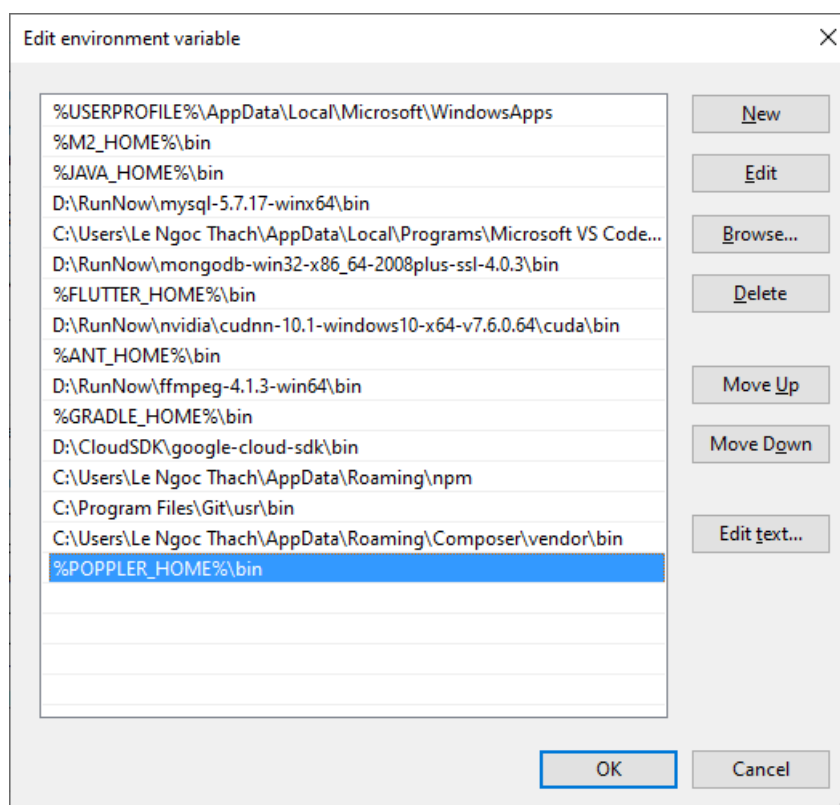 Edit environment variable
%USERPROFILE%\AppData\Local\Microsoft\WindowsApps
%M2_HOME%\bin
%JAVA_HOME%\bin
D:\RunNow\mysql-5.7.17-winx64\bin
C:\Users\Le Ngoc Thach\AppData\Local\Programs\Microsoft VS Code...
D:\RunNow\mongodb-win32-x86_64-2008plus-ssl-4.0.3\bin
%FLUTTER_HOME%\bin
D:\RunNow\nvidia\cudnn-10.1-windows10-x64-v7.6.0.64\cuda\bin
%ANT_HOME%\bin
D:\RunNow\ffmpeg-4.1.3-win64\bin
%GRADLE_HOME%\bin
D:\CloudSDK\google-cloud-sdk\bin
C:\Users\Le Ngoc Thach\AppData\Roaming\npm
C:\Program Files\Git\usr\bin
C:\Users\Le Ngoc Thach\AppData\Roaming\Composer\vendor\bin
%POPPLER_HOME%\bin
New
Edit
Browse...
Delete
Move Up
Move Down
Edit text...
OK
Cancel